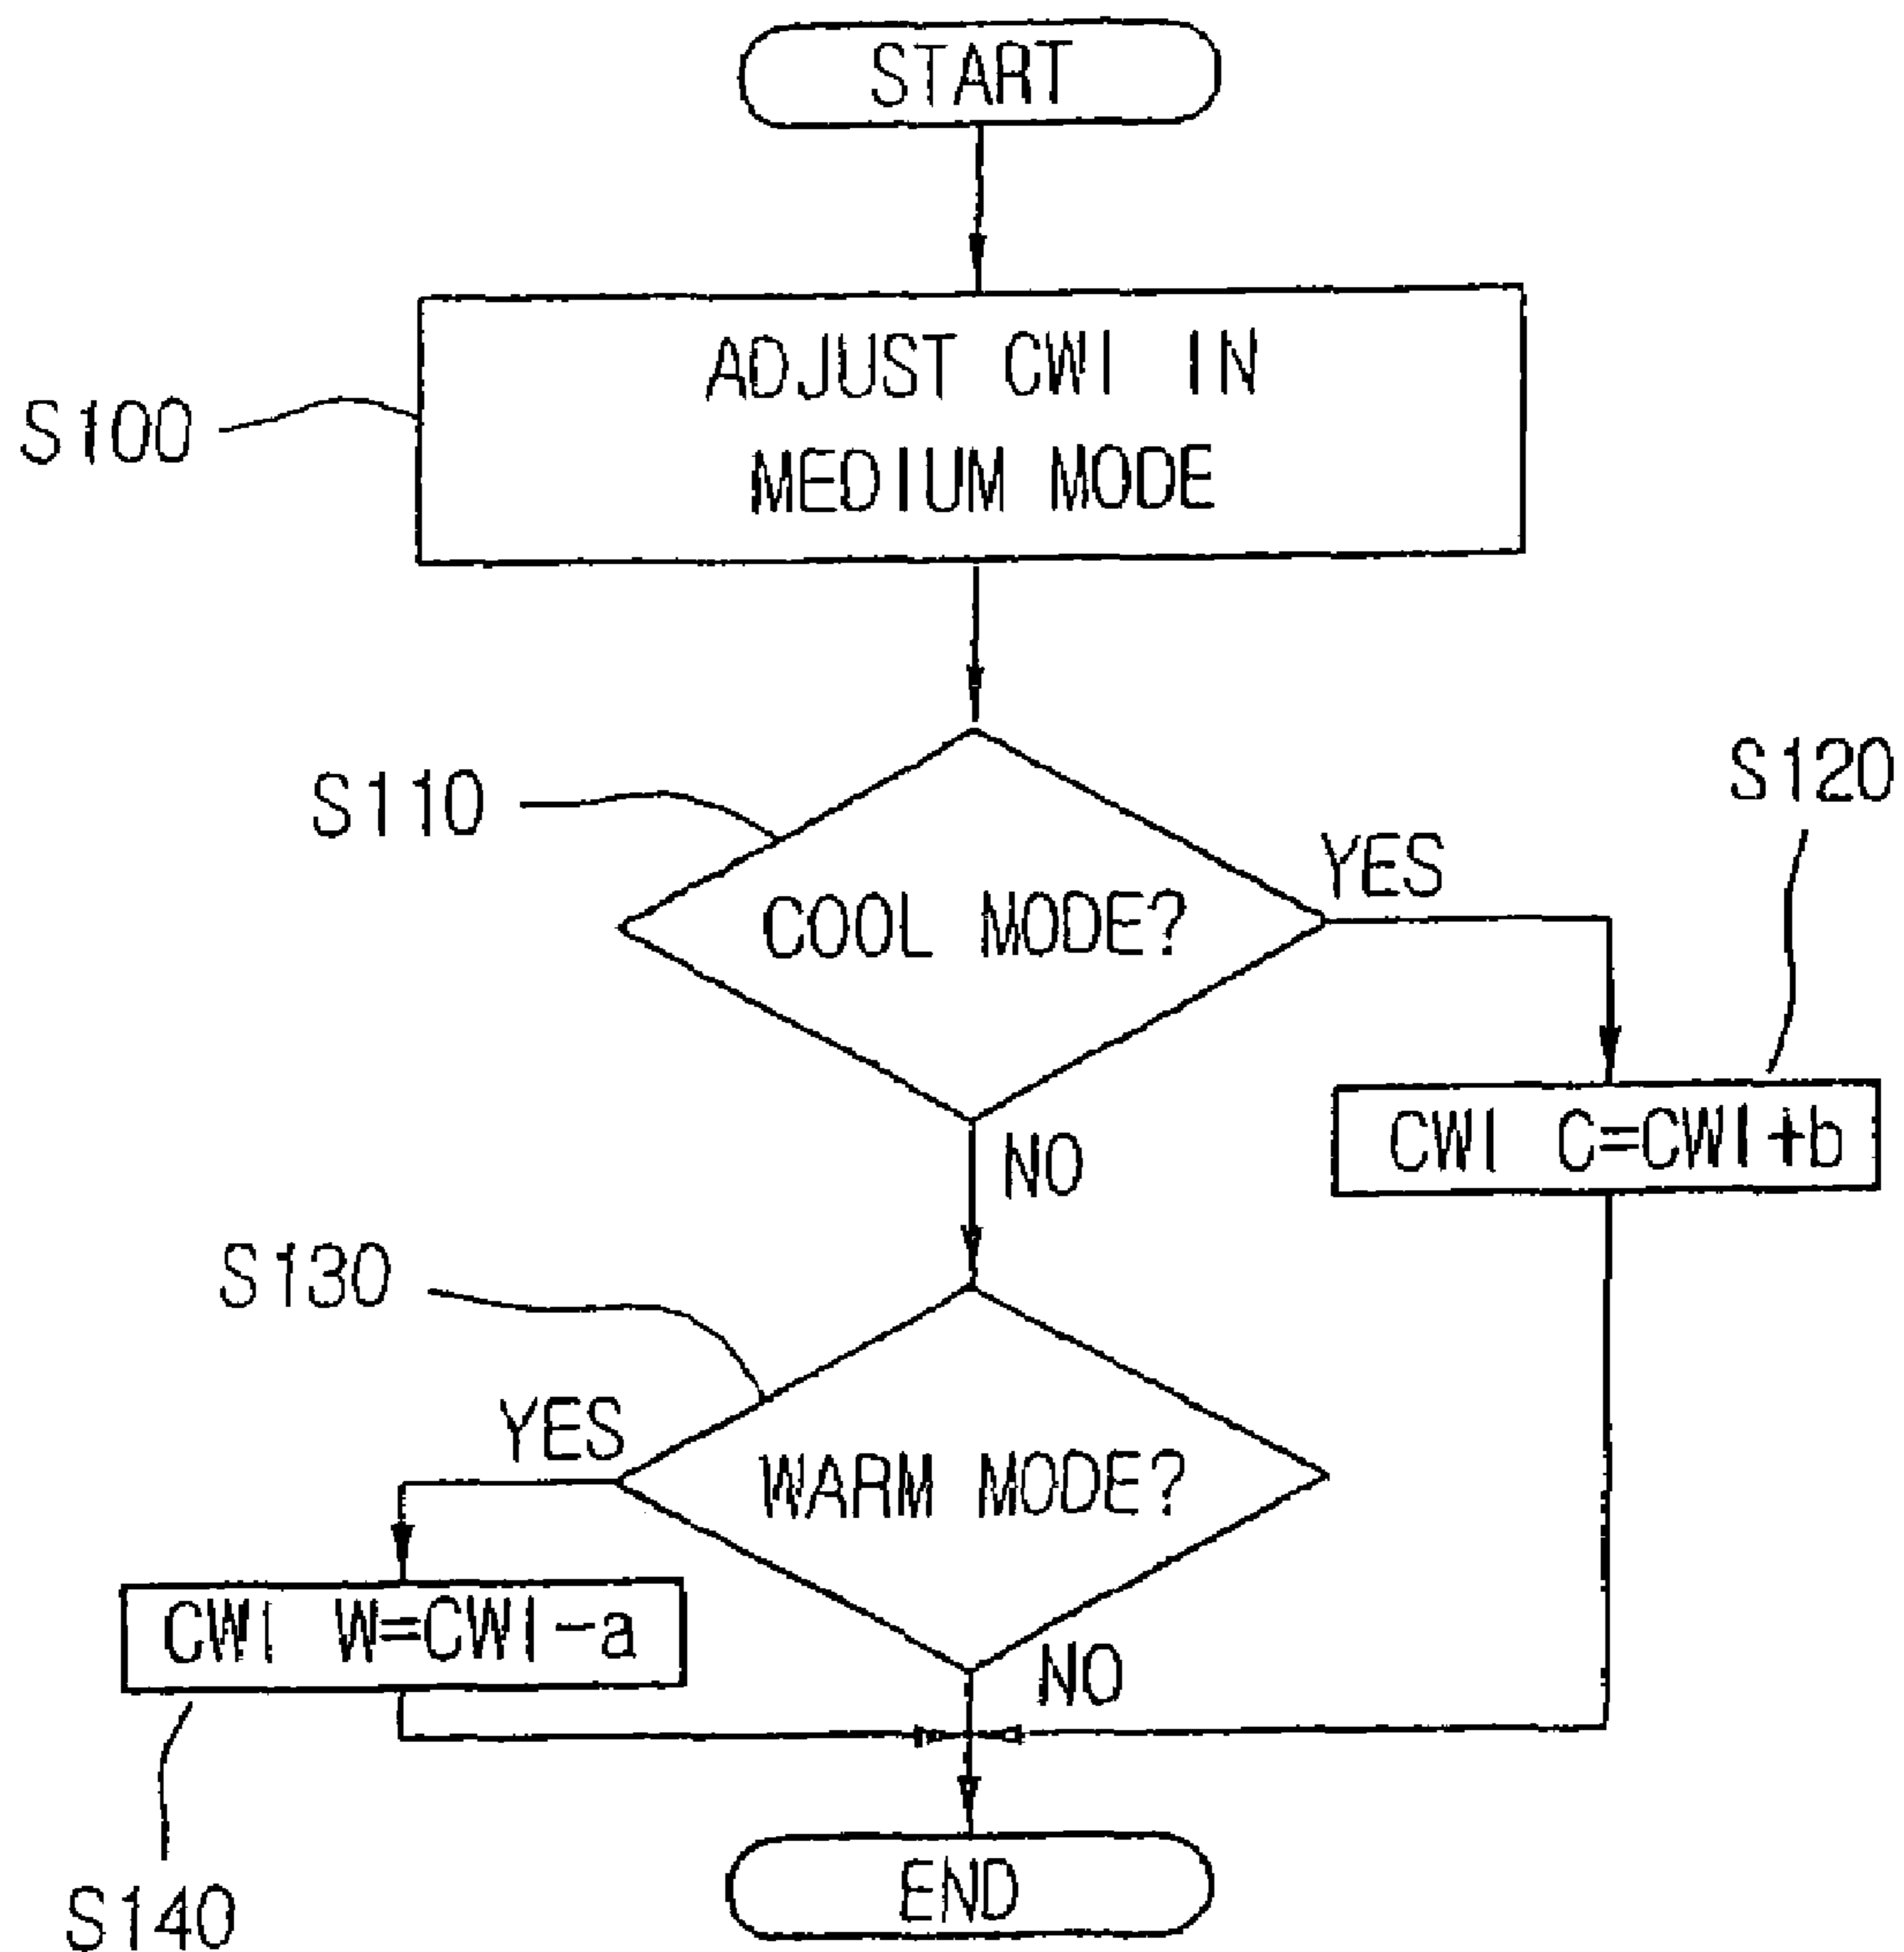 START
ADJUST CWI IN
MEDIUM MODE
S100
S110
COOL MODE?
YES
S120
CWI C=CWI+b
NO
S130
YES
WARM MODE?
CWI W=CWI-a
NO
S140
END